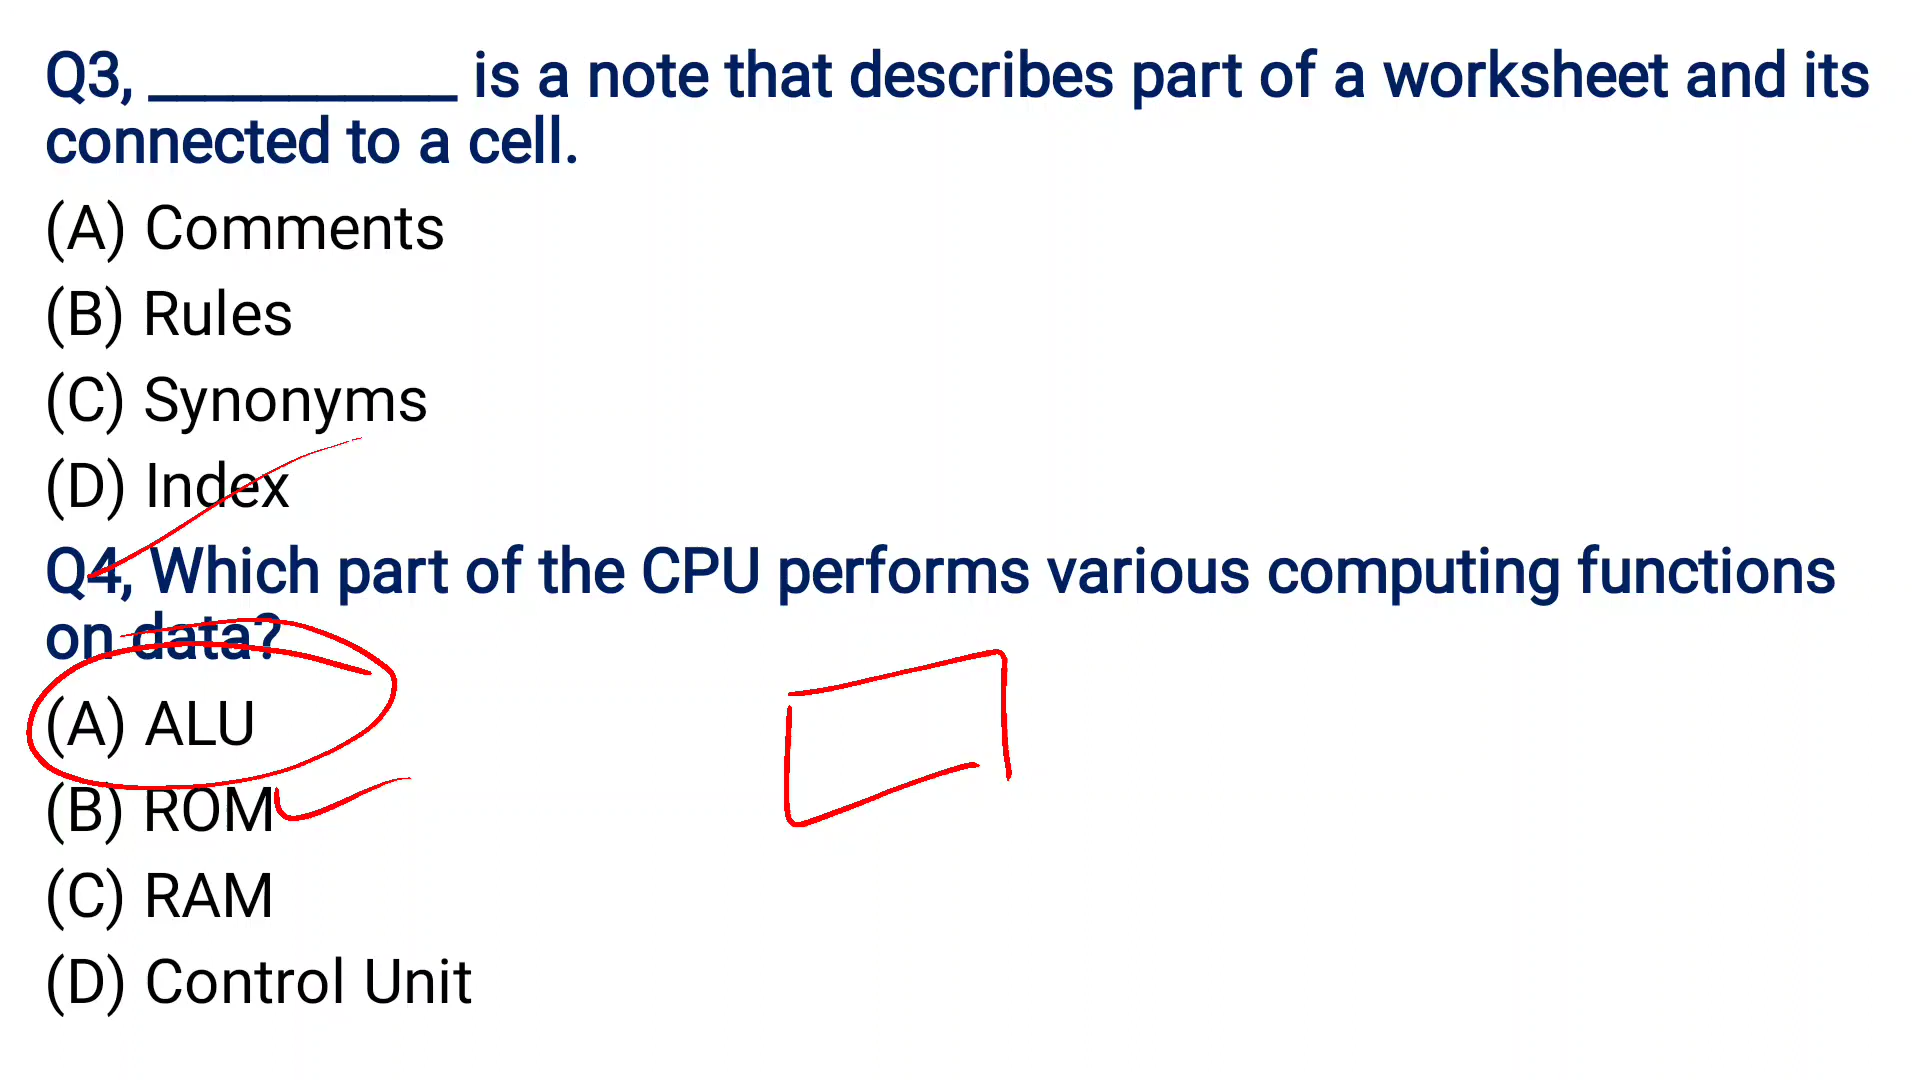 Q3, ___________ is a note that describes part of a worksheet and its
connected to a cell.
(A) Comments
(B) Rules
(C) Synonyms
(D) Index
Q4, Which part of the CPU performs various computing functions
on data?
(A) ALU
(B) ROM
(C) RAM
(D) Control Unit